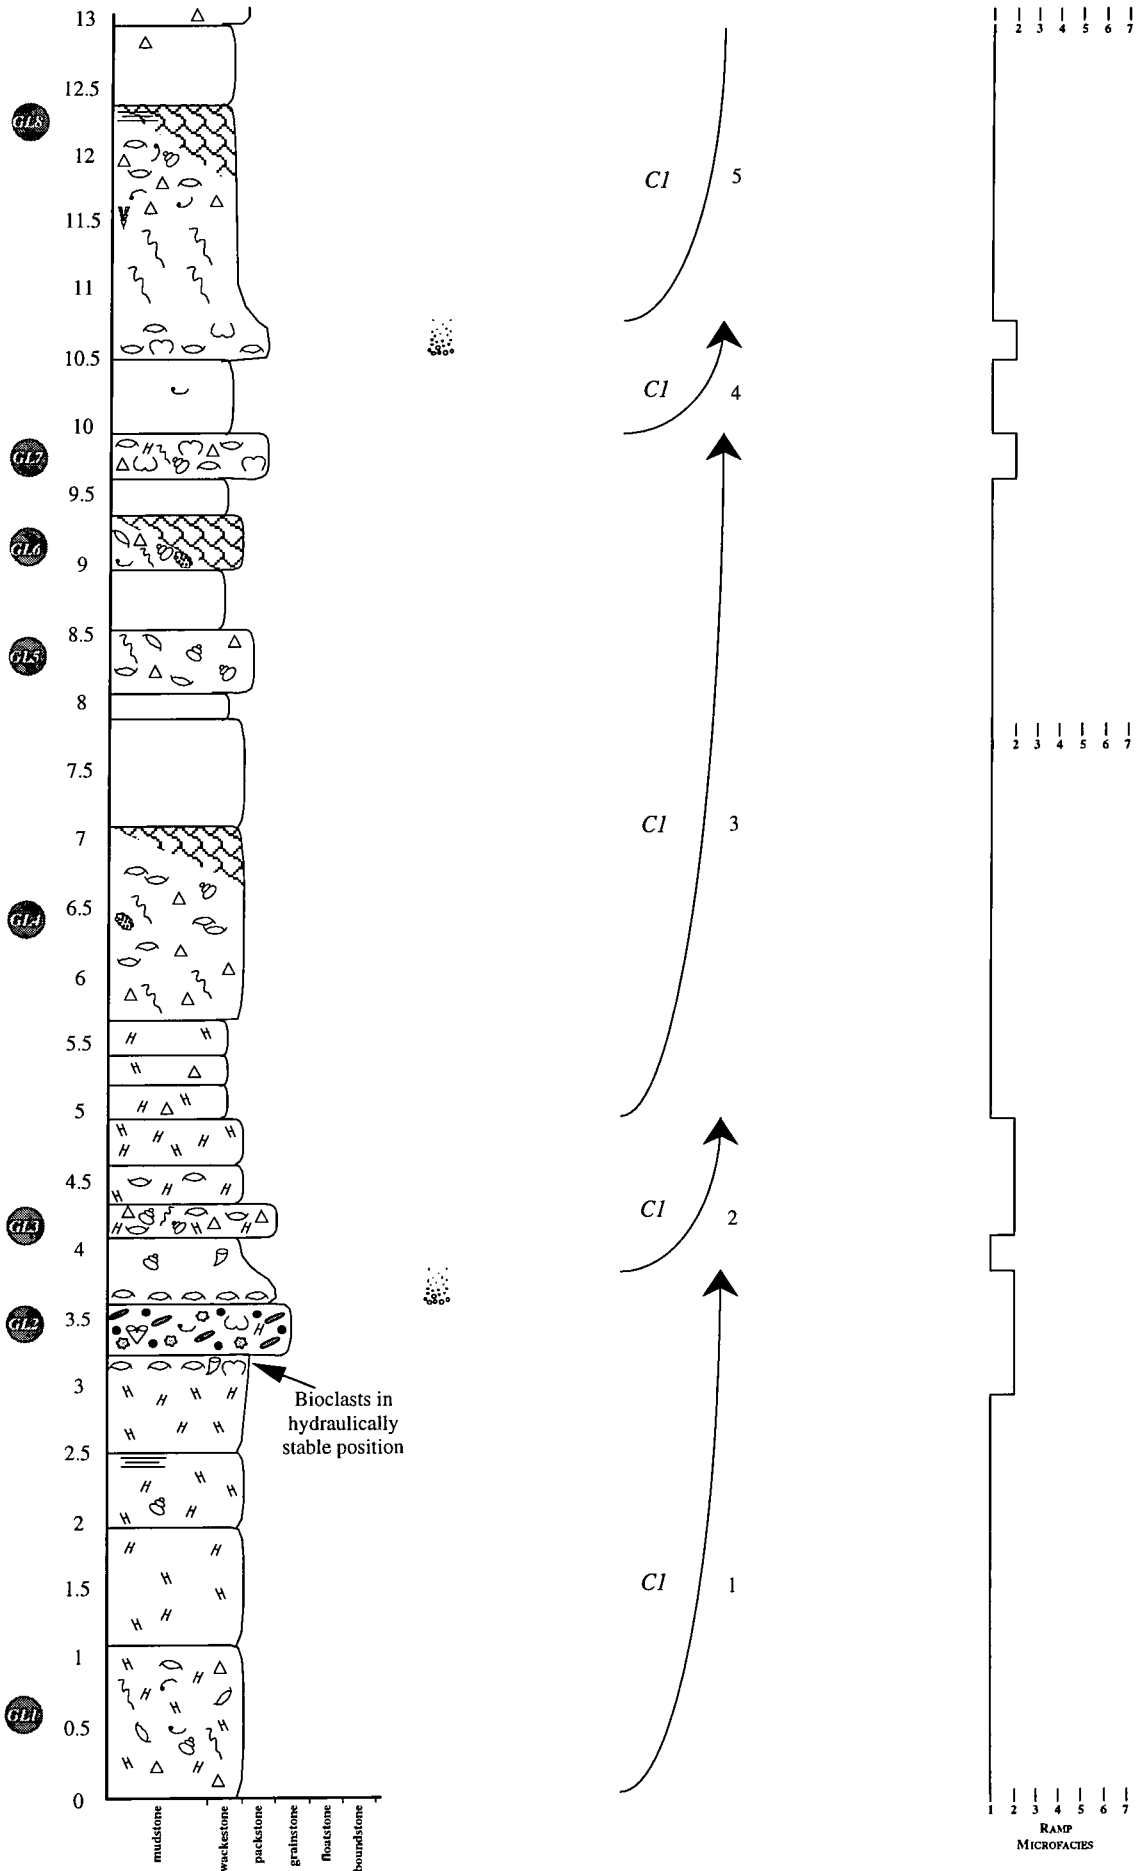 13
12.5
12
11.5
11
10.5
10
9.5
9
8.5
8
7.5
7
6.5
6
5.5
5
4.5
4
3.5
3
2.5
2
1.5
1
0.5
0
GL8
GL7
GL6
GL5
GL4
GL3
GL2
GL1
Bioclasts in
hydraulically
stable position
mudstone
wackestone
packstone
grainstone
floatstone
boundstone
C1 5
C1 4
C1 3
C1 2
C1 1
1 2 3 4 5 6 7
1 2 3 4 5 6 7
1 2 3 4 5 6 7
RAMP
MICROFACIES